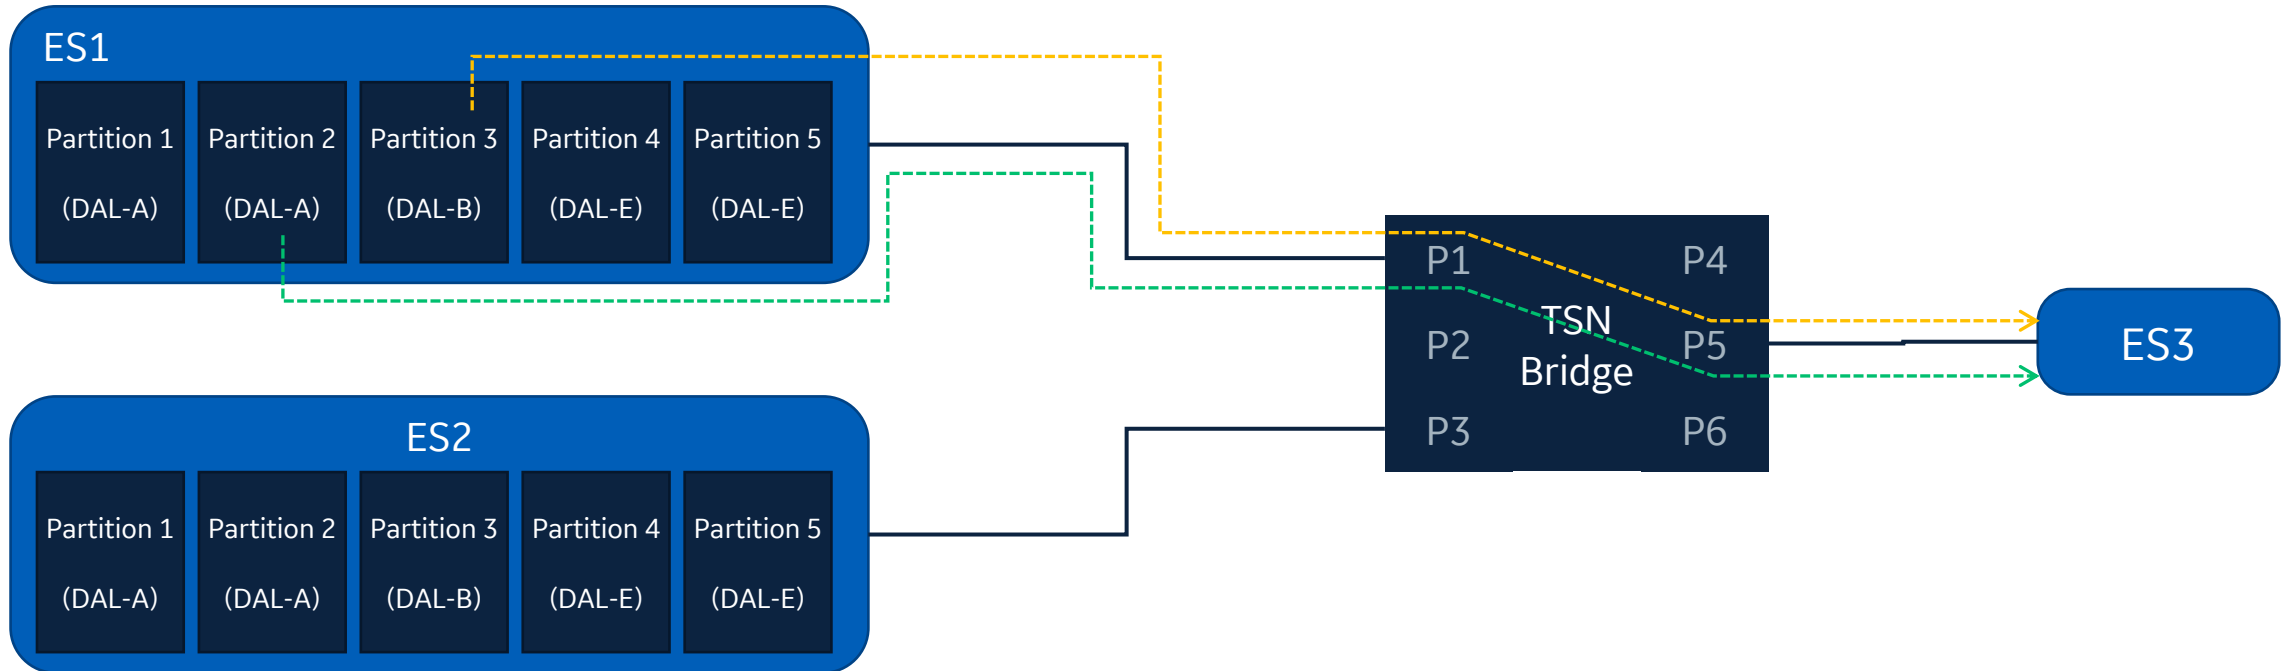 ES1
Partition 1
(DAL-A)
Partition 2
(DAL-A)
Partition 3
(DAL-B)
Partition 4
(DAL-E)
Partition 5
(DAL-E)
ES2
Partition 1
(DAL-A)
Partition 2
(DAL-A)
Partition 3
(DAL-B)
Partition 4
(DAL-E)
Partition 5
(DAL-E)
P1
P2
P3
TSN
Bridge
P4
P5
P6
ES3